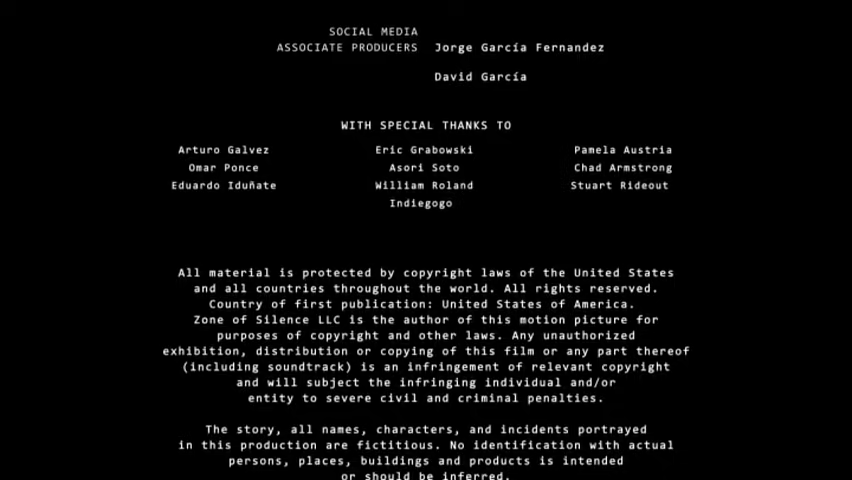 SOCIAL MEDIA
ASSOCIATE PRODUCERS Jorge García Fernandez
David García
WITH SPECIAL THANKS TO
Arturo Galvez Eric Grabowski Pamela Austria
Omar Ponce Asori Soto Chad Armstrong
Eduardo Iduñate William Roland Stuart Rideout
Indiegogo
All material is protected by copyright laws of the United States
and all countries throughout the world. All rights reserved.
Country of first publication: United States of America.
Zone of Silence LLC is the author of this motion picture for
purposes of copyright and other laws. Any unauthorized
exhibition, distribution or copying of this film or any part thereof
(including soundtrack) is an infringement of relevant copyright
and will subject the infringing individual and/or
entity to severe civil and criminal penalties.
The story, all names, characters, and incidents portrayed
in this production are fictitious. No identification with actual
persons, places, buildings and products is intended
or should be inferred.